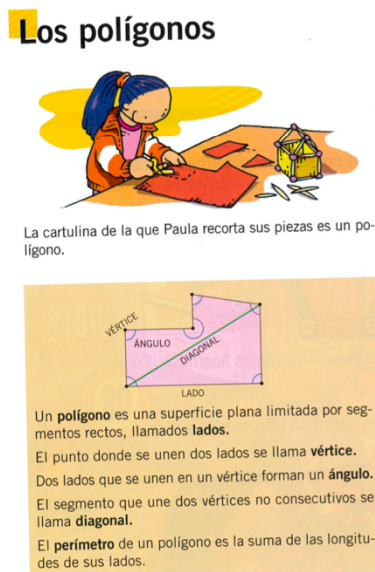 Los polígonos
La cartulina de la que Paula recorta sus piezas es un po-
lígono.
VÉRTICE
ÁNGULO
DIAGONAL
LADO
Un polígono es una superficie plana limitada por seg-
mentos rectos, llamados lados.
El punto donde se unen dos lados se llama vértice.
Dos lados que se unen en un vértice forman un ángulo.
El segmento que une dos vértices no consecutivos se
llama diagonal.
El perímetro de un polígono es la suma de las longitu-
des de sus lados.